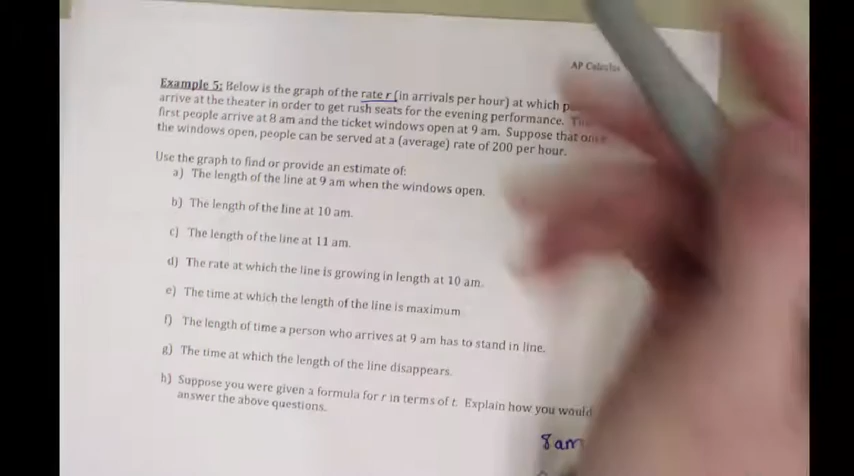 AP Calculus
Example 5: Below is the graph of the rate r (in arrivals per hour) at which
arrive at the theater in order to get rush seats for the evening performance.
first people arrive at 8 am and the ticket windows open at 9 am. Suppose that once
the windows open, people can be served at a (average) rate of 200 per hour.
Use the graph to find or provide an estimate of:
a) The length of the line at 9 am when the windows open.
b) The length of the line at 10 am.
c) The length of the line at 11 am.
d) The rate at which the line is growing in length at 10 am.
e) The time at which the length of the line is maximum
f) The length of time a person who arrives at 9 am has to stand in line.
g) The time at which the length of the line disappears.
h) Suppose you were given a formula for r in terms of t. Explain how you would
answer the above questions.
8am